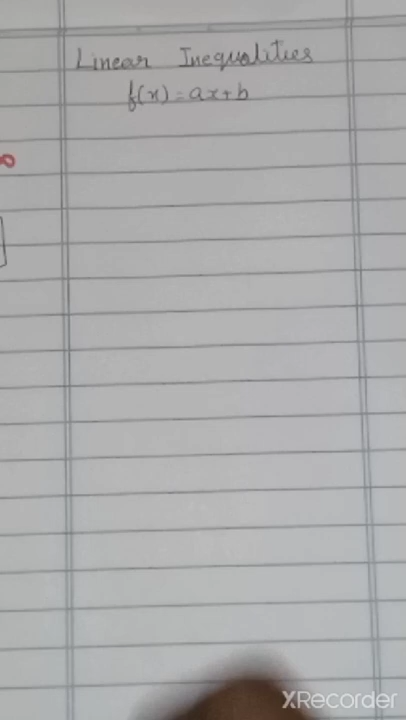 Linear Inequalities
f(x) = ax + b
XRecorder